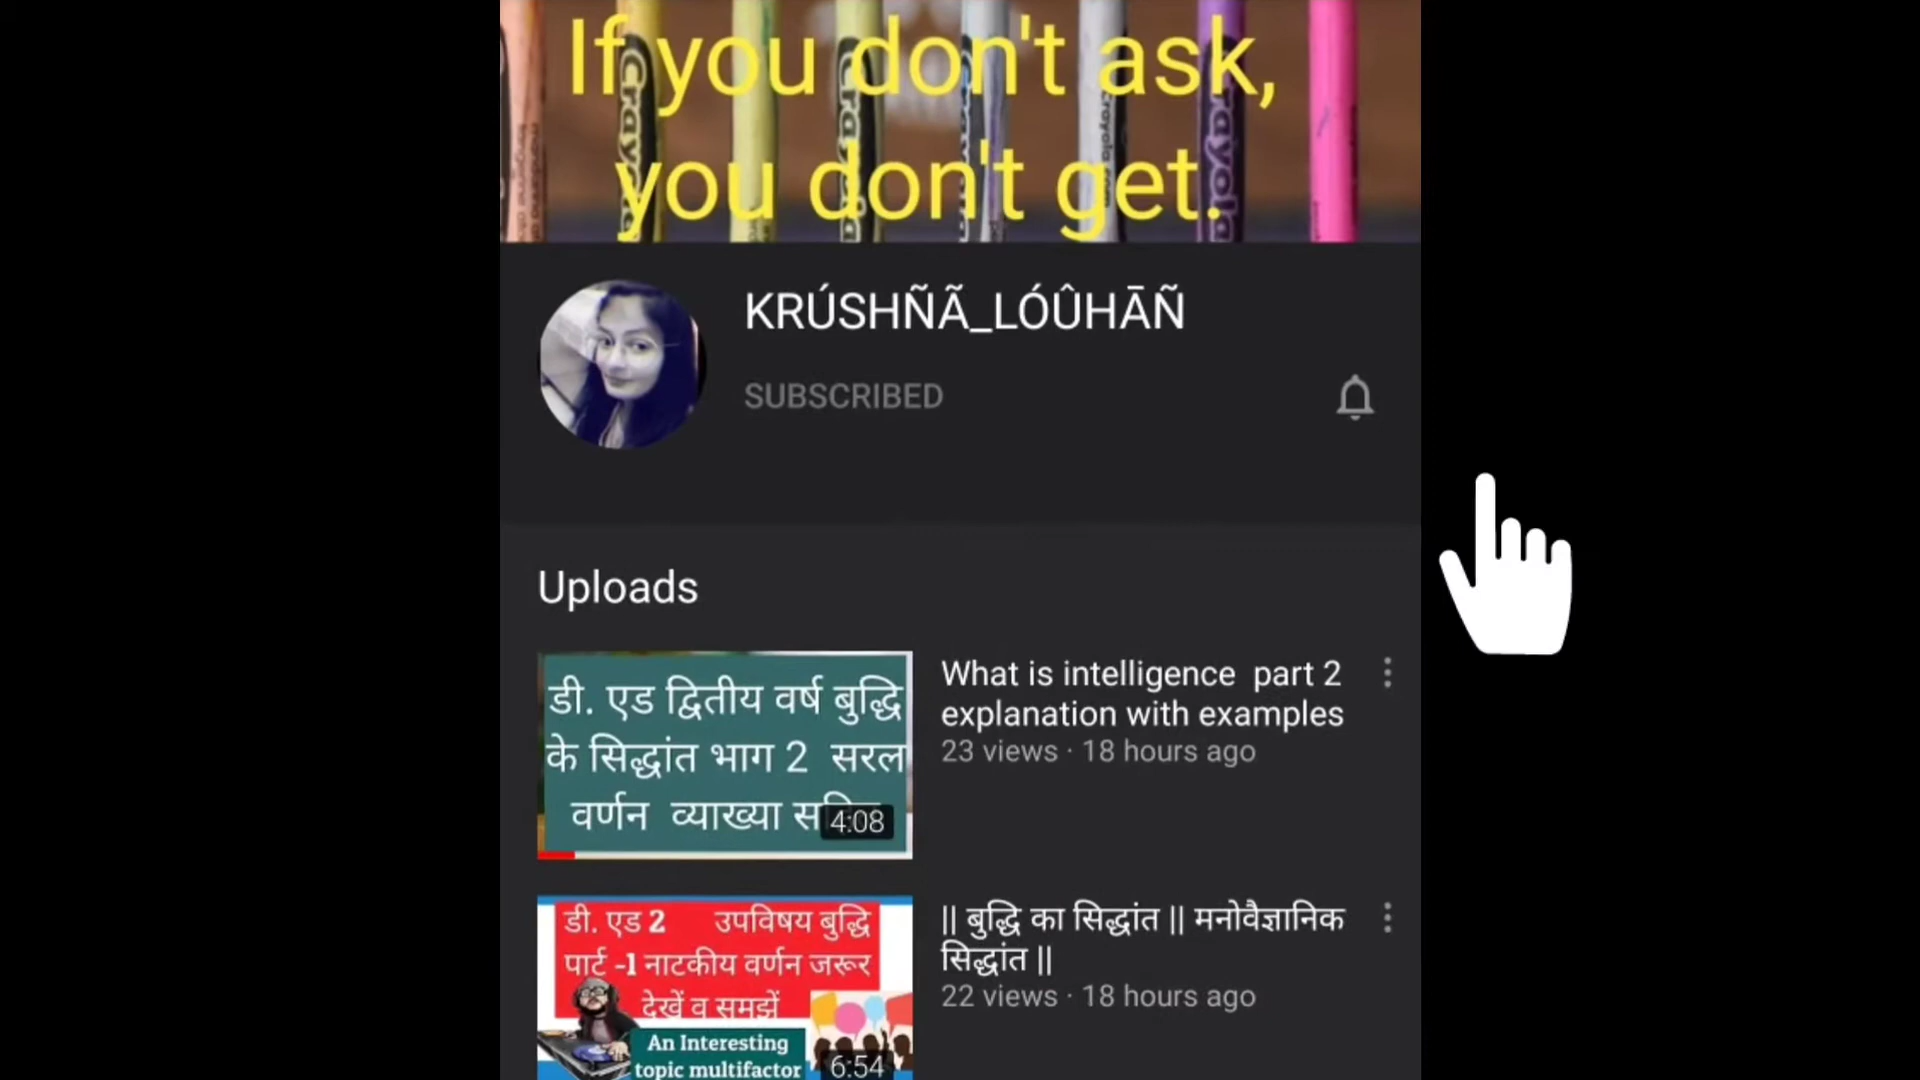 If you don't ask,
you don't get.
KRÚSHÑÃ_LÓÛHĀÑ
SUBSCRIBED
Uploads
डी. एड द्वितीय वर्ष बुद्धि
के सिद्धांत भाग 2 सरल
वर्णन व्याख्या
4:08
What is intelligence part 2
explanation with examples
23 views · 18 hours ago
डी. एड 2 उपविषय बुद्धि
पार्ट -1 नाटकीय वर्णन जरूर
देखें व समझें
An Interesting
topic multifactor
6:54
|| बुद्धि का सिद्धांत || मनोवैज्ञानिक
सिद्धांत ||
22 views · 18 hours ago